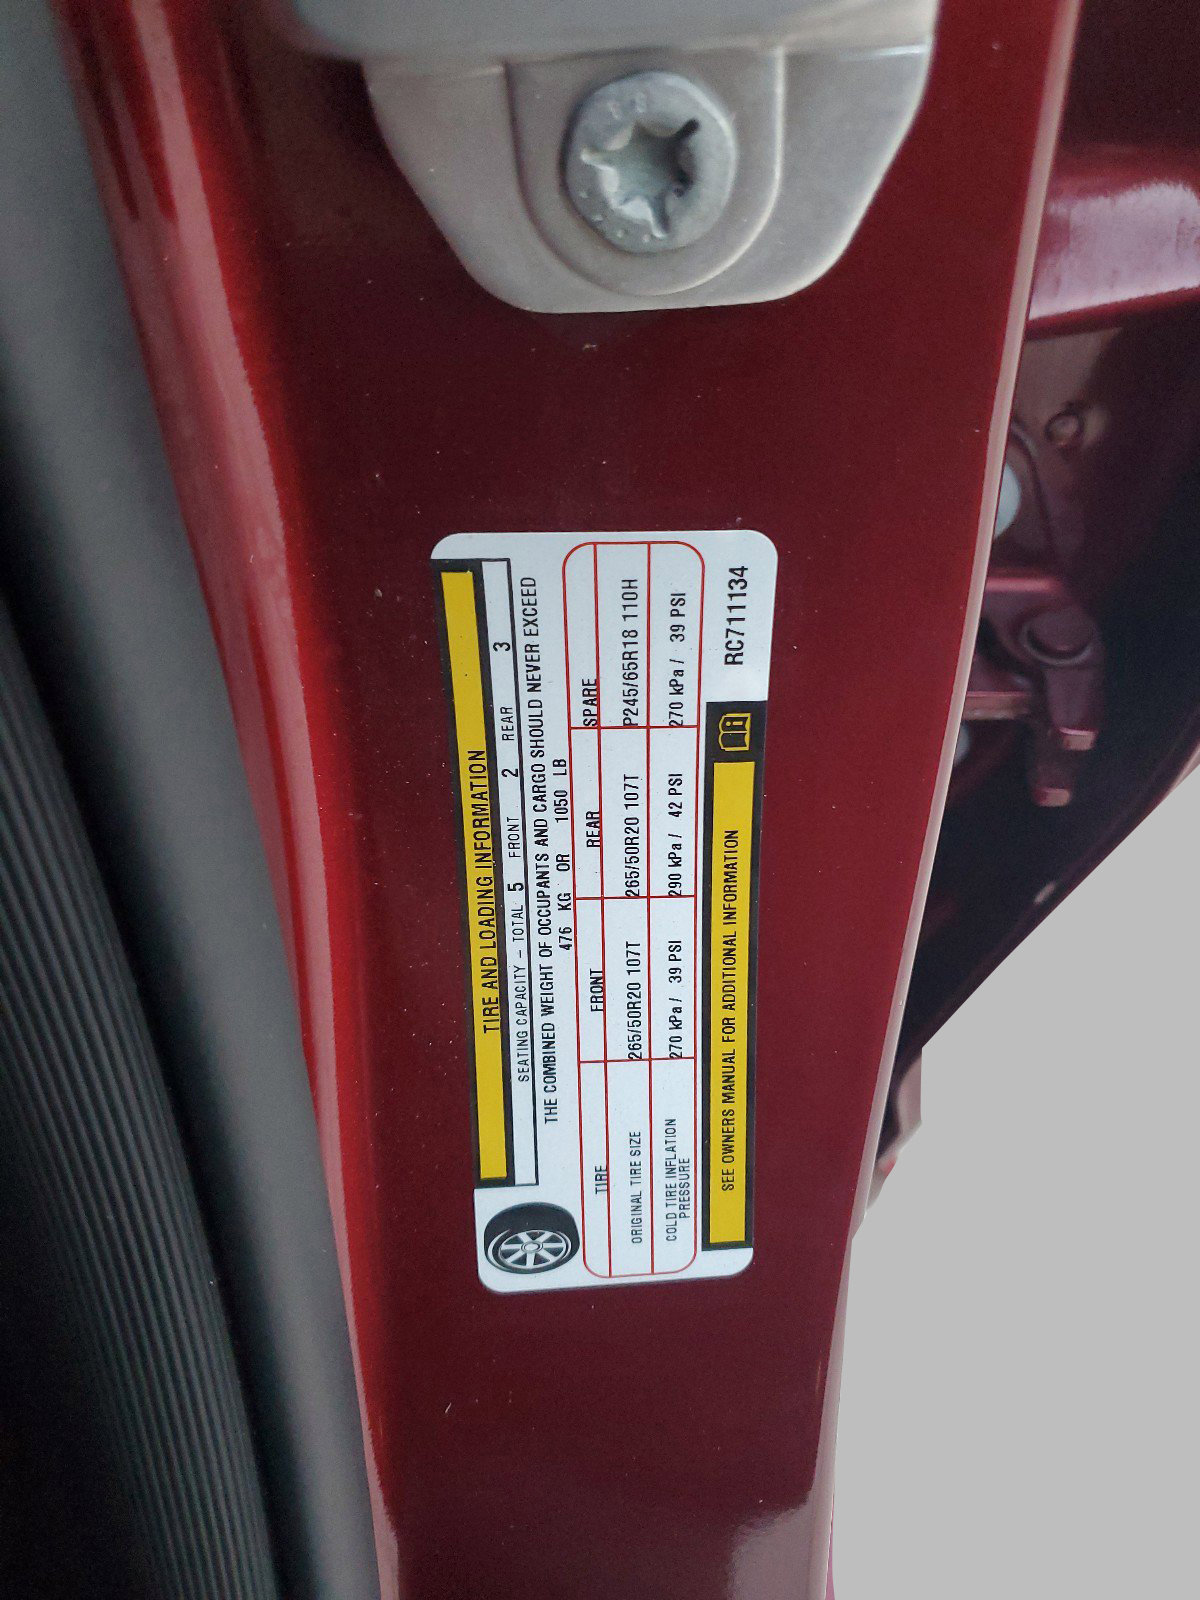 TIRE AND LOADING INFORMATION
SEATING CAPACITY - TOTAL 5 FRONT 2 REAR 3
THE COMBINED WEIGHT OF OCCUPANTS AND CARGO SHOULD NEVER EXCEED
476 KG OR 1050 LB
TIRE FRONT REAR SPARE
ORIGINAL TIRE SIZE 265/50R20 107T 265/50R20 107T P245/65R18 110H
COLD TIRE INFLATION PRESSURE 270 kPa / 39 PSI 290 kPa / 42 PSI 270 kPa / 39 PSI
SEE OWNERS MANUAL FOR ADDITIONAL INFORMATION
RC711134